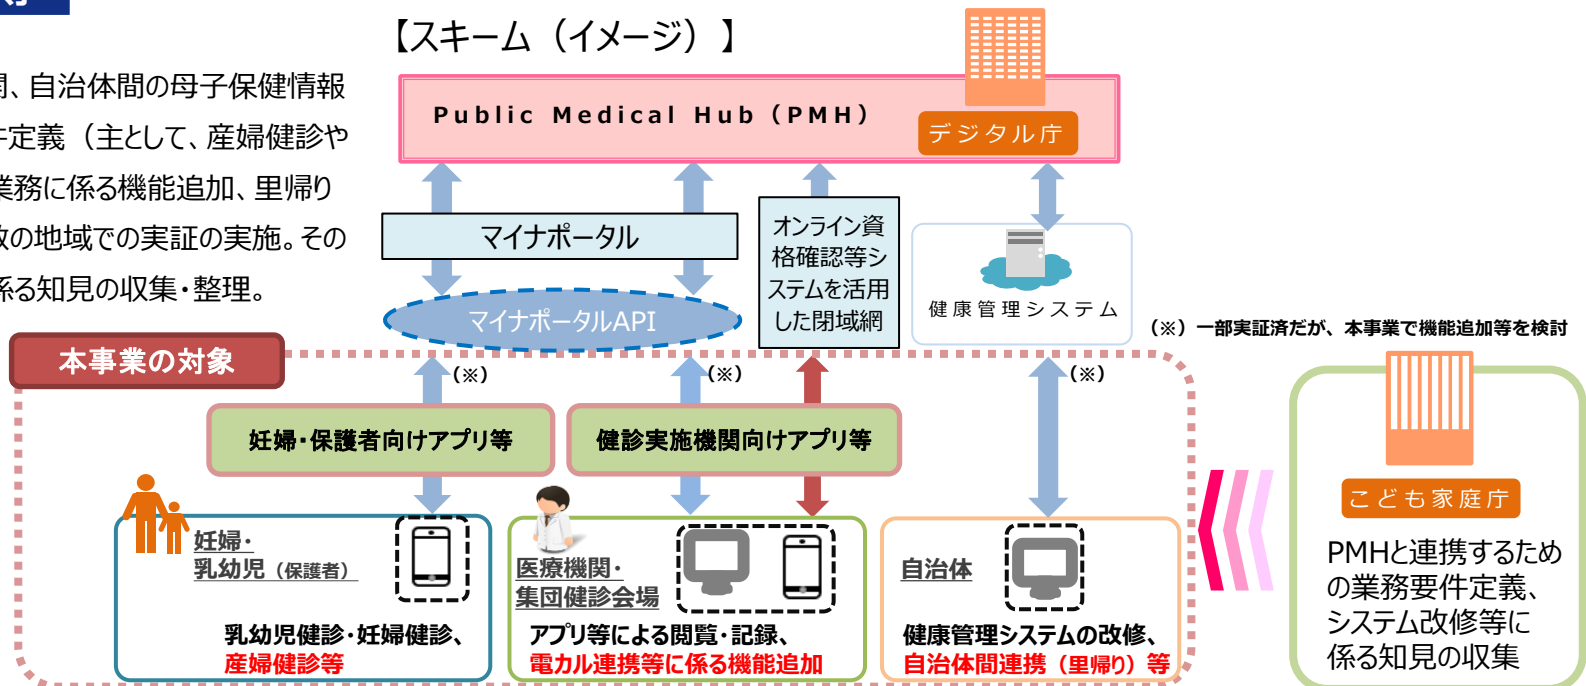 【スキーム（イメージ）】
関、自治体間の母子保健情報
件定義（主として、産婦健診や
業務に係る機能追加、里帰り
数の地域での実証の実施。その
係る知見の収集・整理。
Public Medical Hub（PMH）
デジタル庁
マイナポータル
オンライン資
格確認等シ
ステムを活用
した閉域網
健康管理システム
マイナポータルAPI
（※）一部実証済だが、本事業で機能追加等を検討
本事業の対象
（※）
（※）
（※）
妊婦・保護者向けアプリ等
健診実施機関向けアプリ等
妊婦・
乳幼児（保護者）
乳幼児健診・妊婦健診、
産婦健診等
医療機関・
集団健診会場
アプリ等による閲覧・記録、
電カル連携等に係る機能追加
自治体
健康管理システムの改修、
自治体間連携（里帰り）等
こども家庭庁
PMHと連携するため
の業務要件定義、
システム改修等に
係る知見の収集